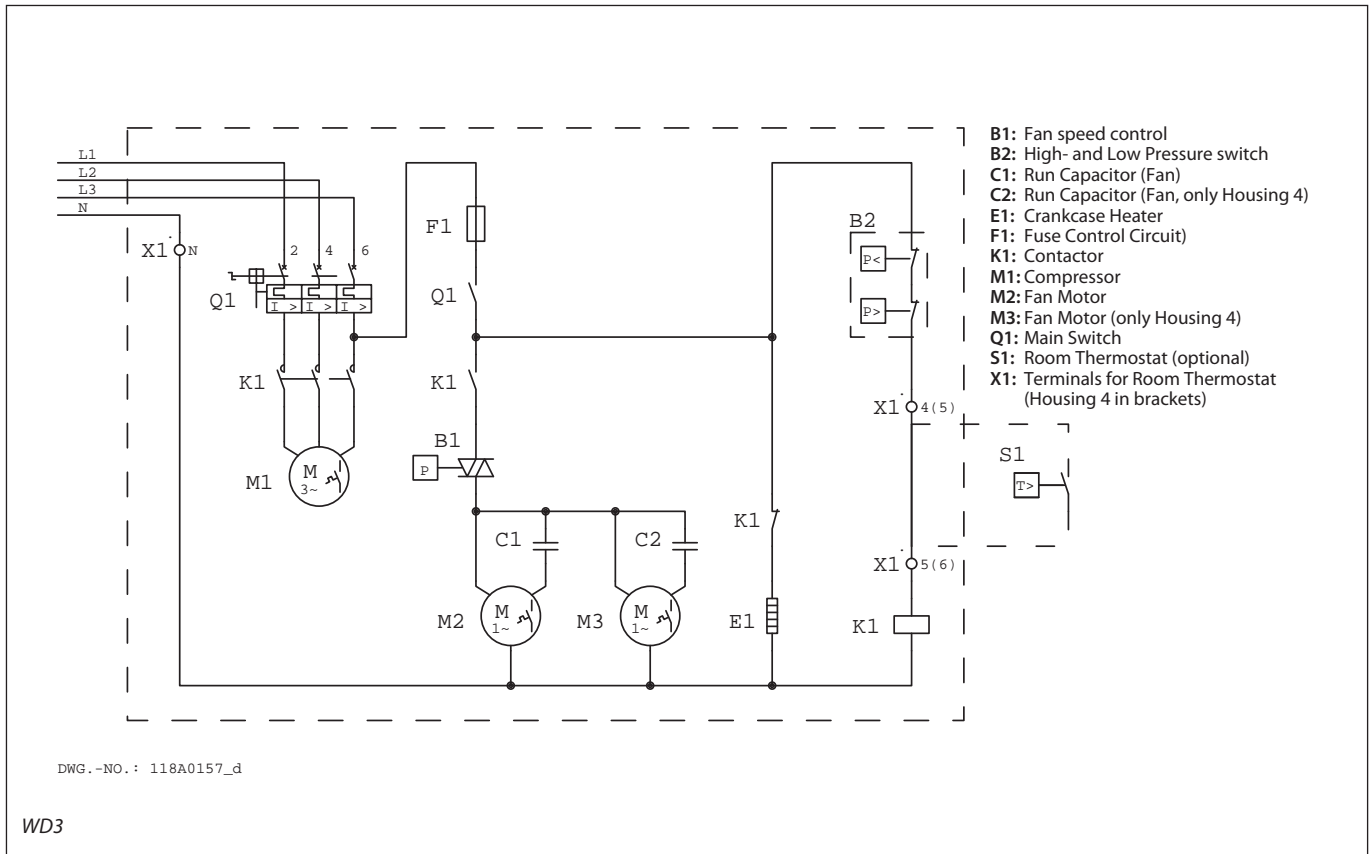 L1
L2
L3
N
X1 N
2 4 6
Q1
I > I > I >
K1
M1
M
3~
F1
Q1
K1
B1
P
C1
C2
M2
M
1~
M3
M
1~
K1
E1
B2
P<
P>
X1 4(5)
S1
T>
X1 5(6)
K1
B1: Fan speed control
B2: High- and Low Pressure switch
C1: Run Capacitor (Fan)
C2: Run Capacitor (Fan, only Housing 4)
E1: Crankcase Heater
F1: Fuse Control Circuit)
K1: Contactor
M1: Compressor
M2: Fan Motor
M3: Fan Motor (only Housing 4)
Q1: Main Switch
S1: Room Thermostat (optional)
X1: Terminals for Room Thermostat
(Housing 4 in brackets)
DWG.-NO.: 118A0157_d
WD3